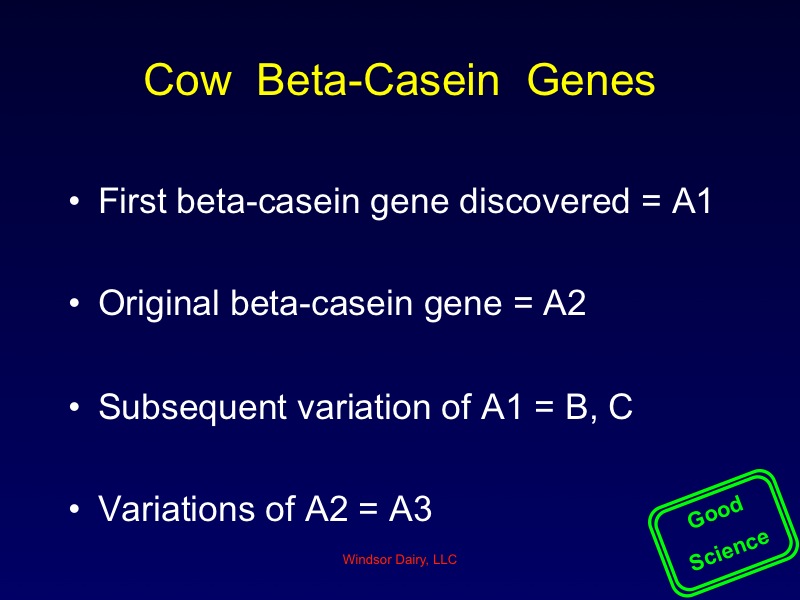 Cow Beta-Casein Genes
• First beta-casein gene discovered = A1
• Original beta-casein gene = A2
• Subsequent variation of A1 = B, C
• Variations of A2 = A3
Windsor Dairy, LLC
Good
Science